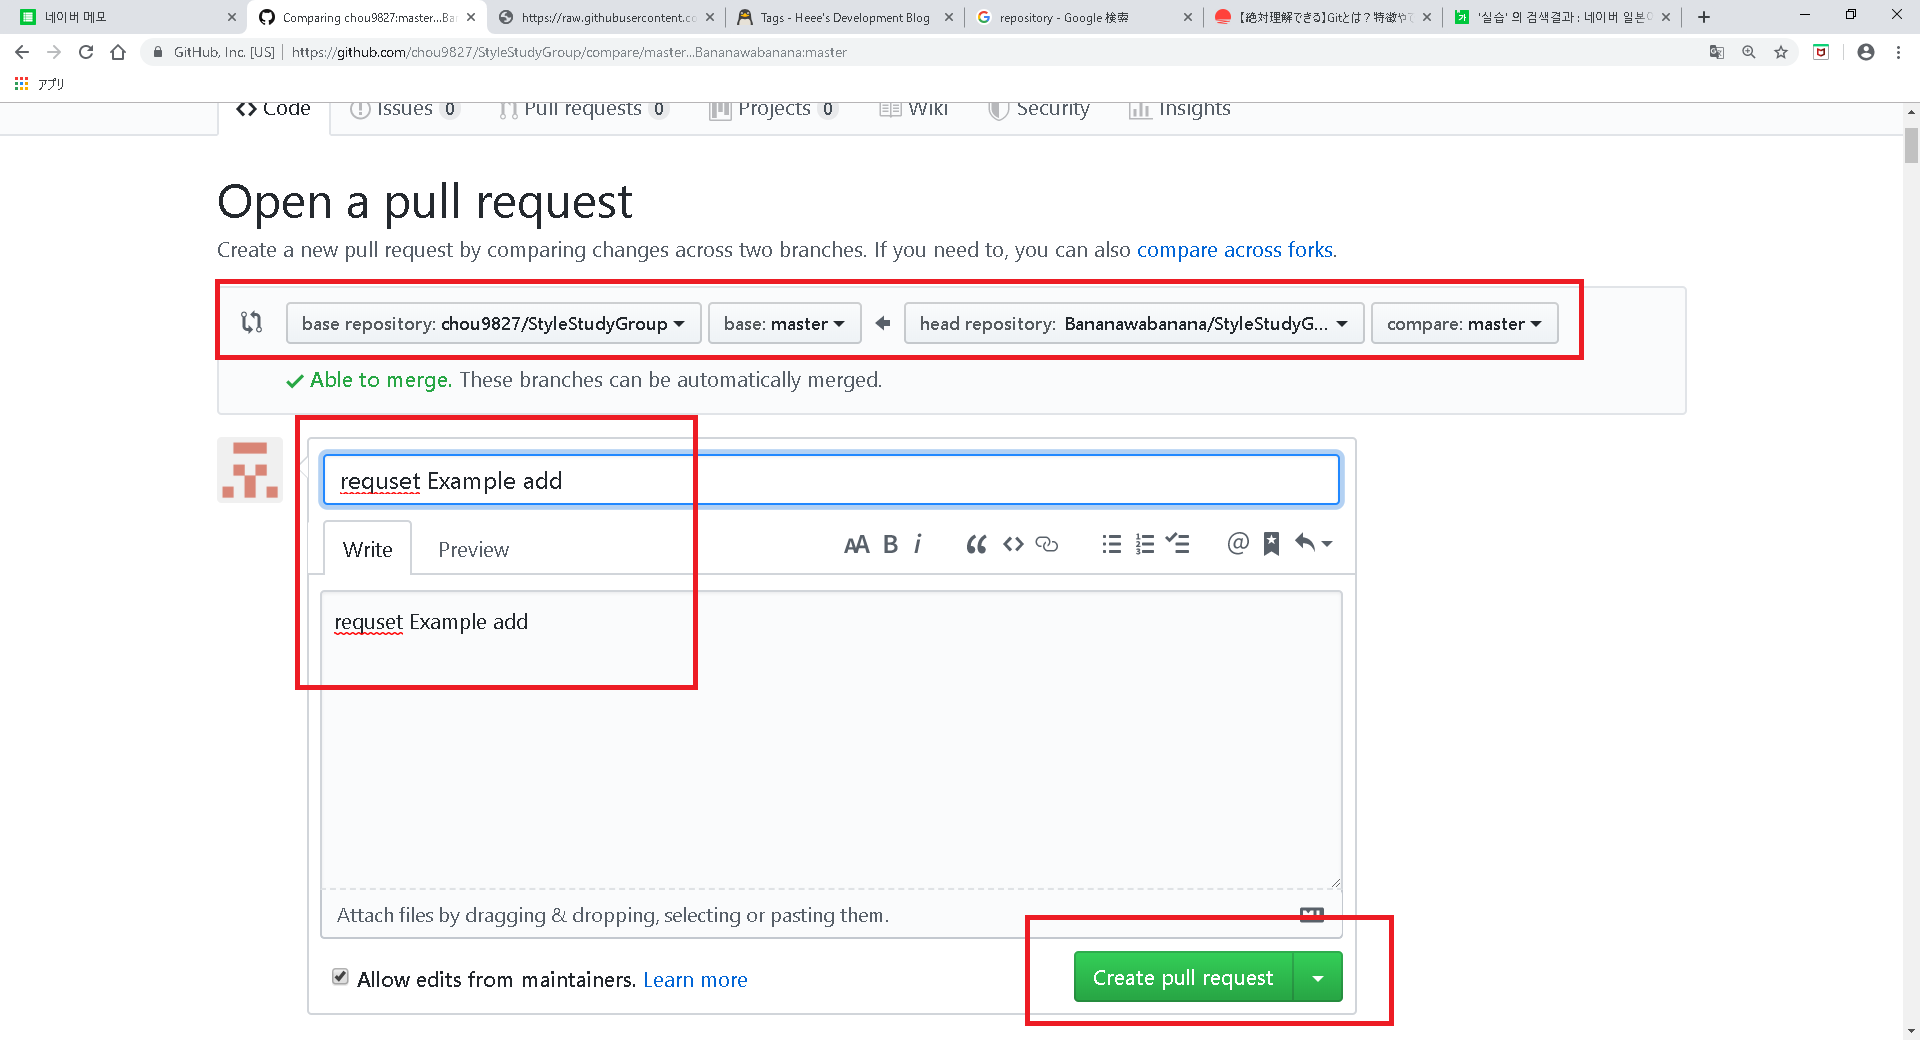 네이버 메모
Comparing chou9827:master...Ba
https://raw.githubusercontent.co
Tags - Heee's Development Blog
repository - Google 検索
【絶対理解できる】Gitとは？特徴や
'실습' 의 검색결과 : 네이버 일본
GitHub, Inc. [US] | https://github.com/chou9827/StyleStudyGroup/compare/master...Bananawabanana:master
アプリ
Code
Issues 0
Pull requests 0
Projects 0
Wiki
Security
Insights
Open a pull request
Create a new pull request by comparing changes across two branches. If you need to, you can also compare across forks.
base repository: chou9827/StyleStudyGroup
base: master
head repository: Bananawabanana/StyleStudyG...
compare: master
Able to merge. These branches can be automatically merged.
requset Example add
Write
Preview
AA B i
requset Example add
Attach files by dragging & dropping, selecting or pasting them.
Allow edits from maintainers. Learn more
Create pull request